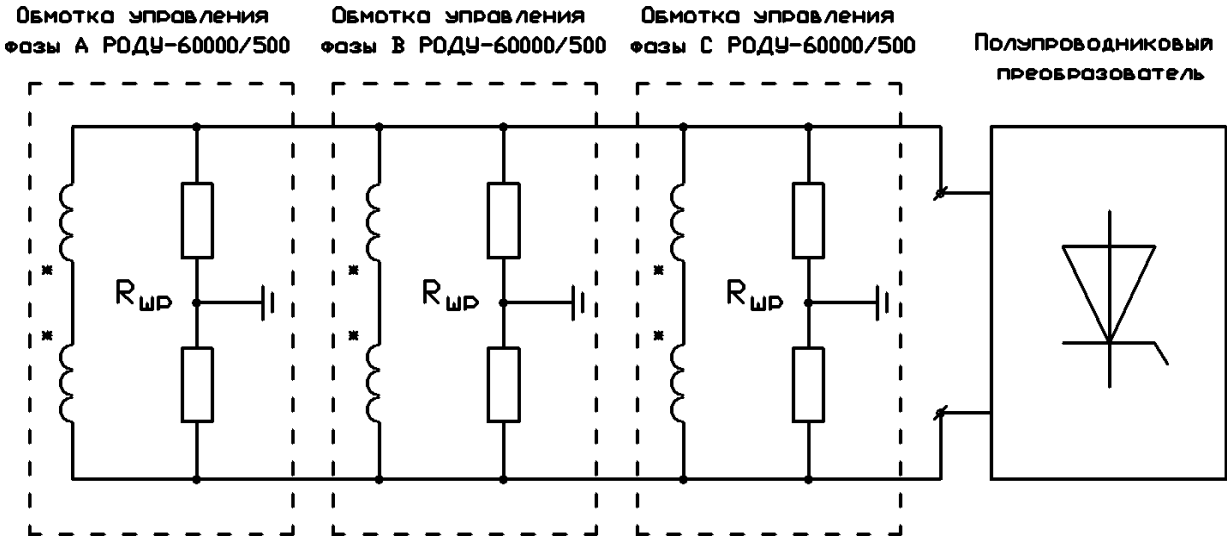 Обмотка управления
фазы А РОДУ-60000/500
Обмотка управления
фазы В РОДУ-60000/500
Обмотка управления
фазы С РОДУ-60000/500
Полупроводниковый
преобразователь
*
*
*
Rшр
Rшр
Rшр
*
*
*